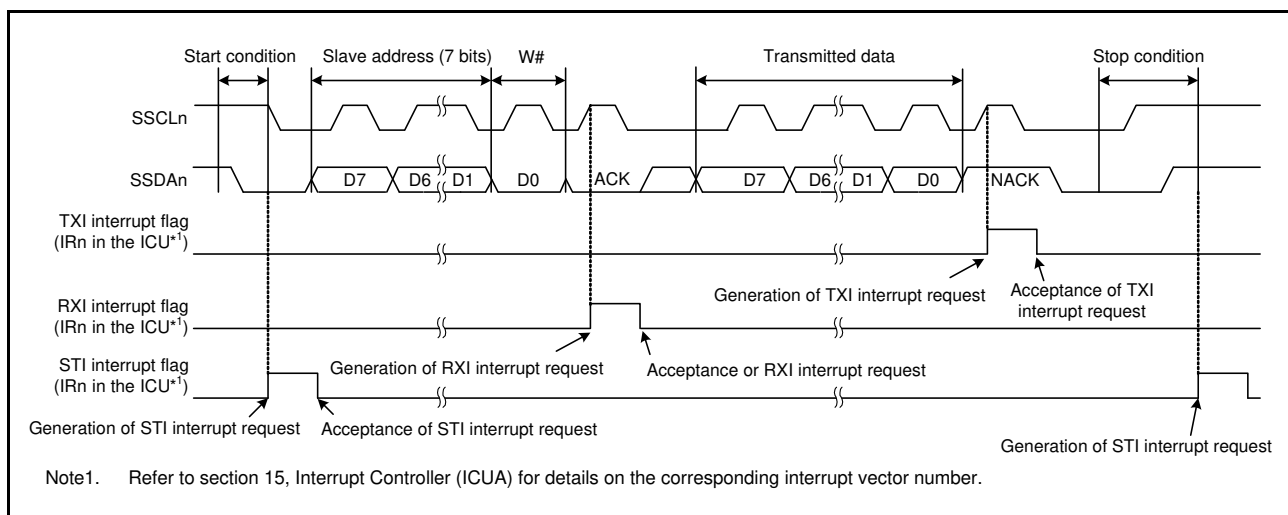 Start condition
Slave address (7 bits)
W#
Transmitted data
Stop condition
SSCLn
SSDAn
D7
D6
D1
D0
ACK
D7
D6
D1
D0
NACK
TXI interrupt flag
(IRn in the ICU*1)
Generation of TXI interrupt request
Acceptance of TXI
interrupt request
RXI interrupt flag
(IRn in the ICU*1)
Generation of RXI interrupt request
Acceptance or RXI interrupt request
STI interrupt flag
(IRn in the ICU*1)
Generation of STI interrupt request
Acceptance of STI interrupt request
Generation of STI interrupt request
Note1. Refer to section 15, Interrupt Controller (ICUA) for details on the corresponding interrupt vector number.